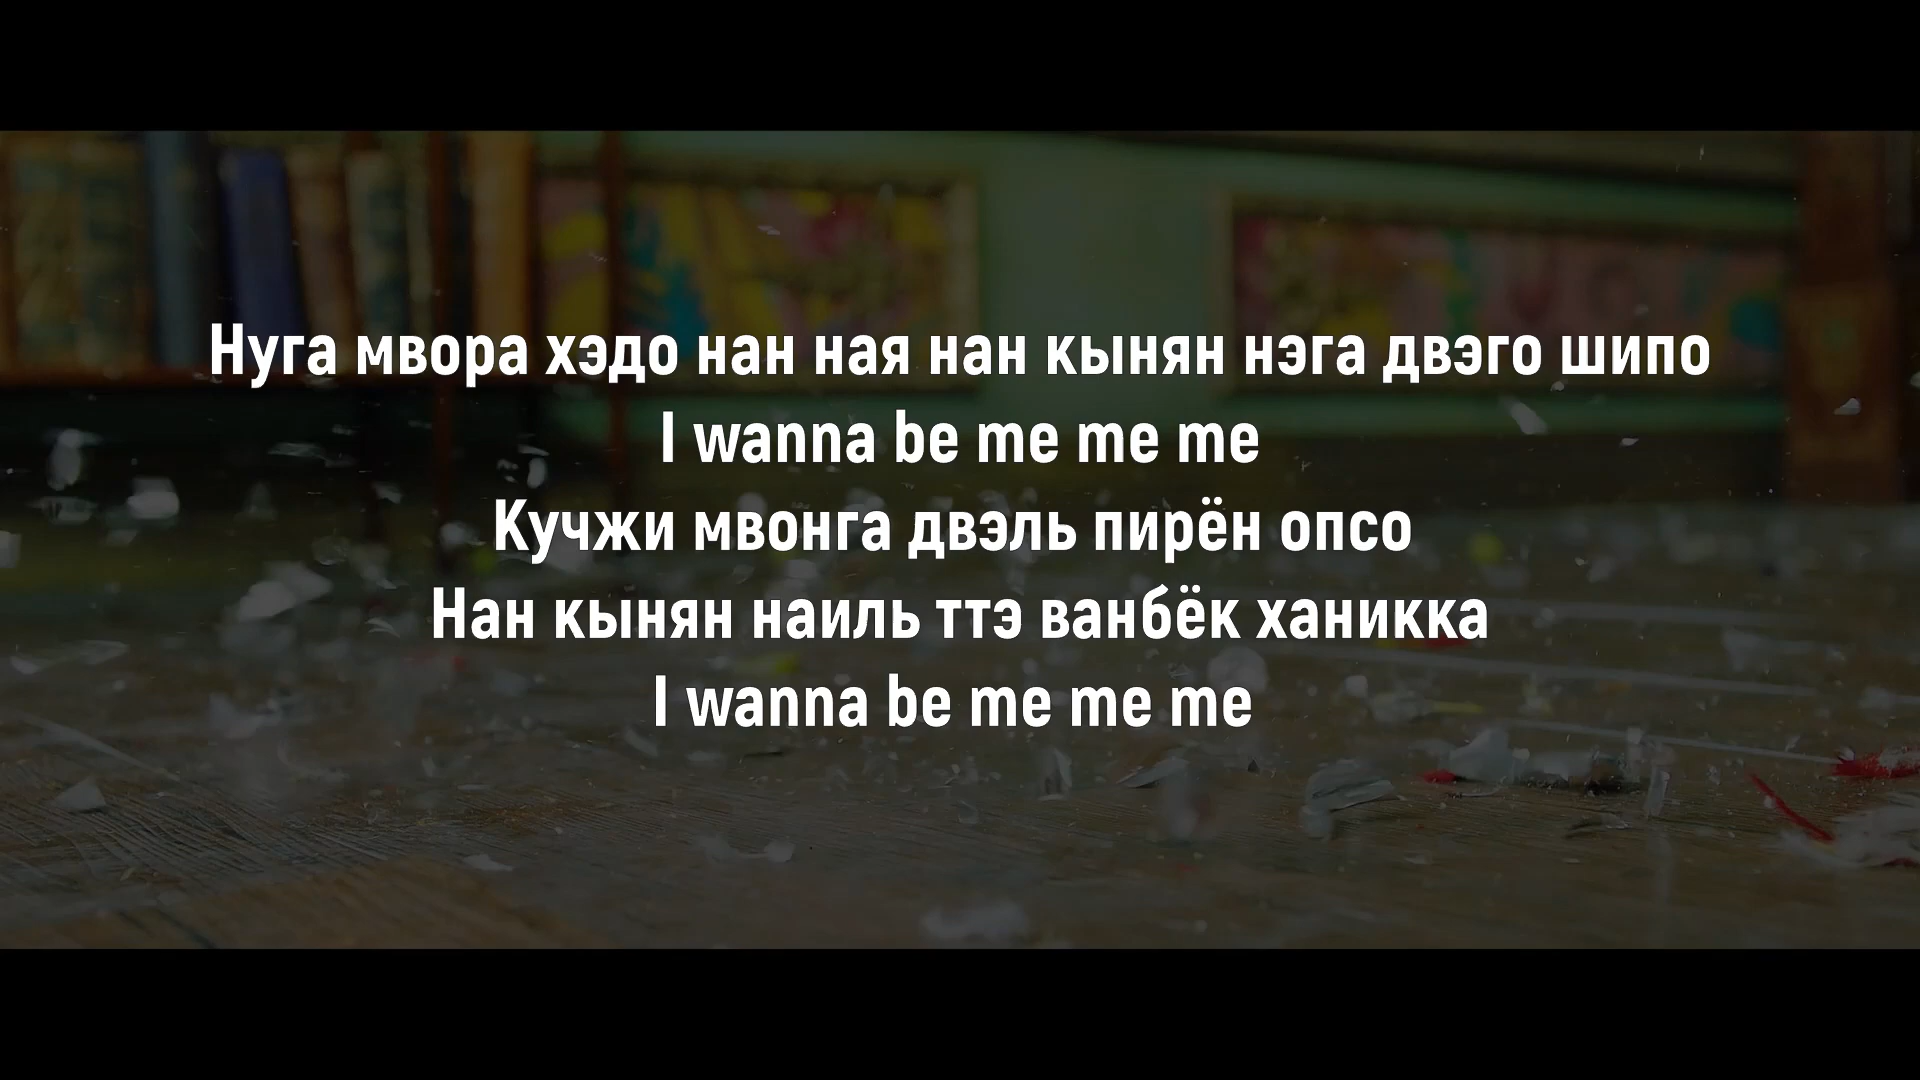 Нуга мвора хэдо нан ная нан кынян нэга двэго шипо
I wanna be me me me
Кучжи мвонга двэль пирён опсо
Нан кынян наиль ттэ ванбёк ханикка
I wanna be me me me